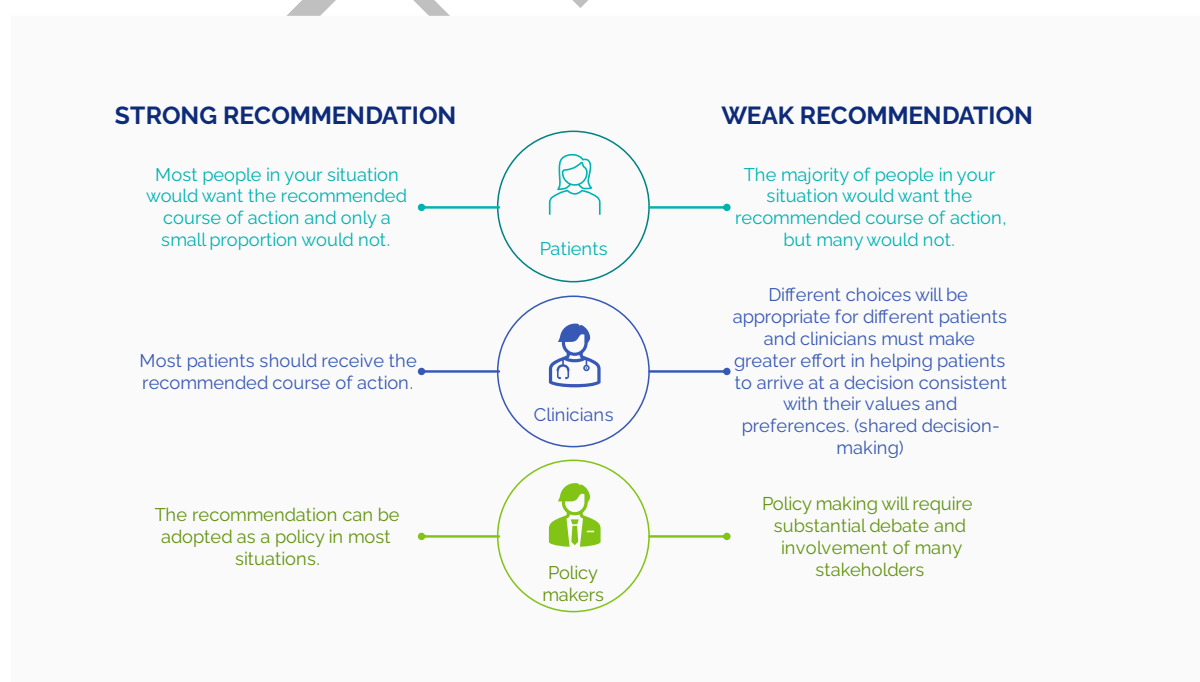 STRONG RECOMMENDATION
WEAK RECOMMENDATION
Most people in your situation
would want the recommended
course of action and only a
small proportion would not.
Patients
The majority of people in your
situation would want the
recommended course of action,
but many would not.
Most patients should receive the
recommended course of action.
Clinicians
Different choices will be
appropriate for different patients
and clinicians must make
greater effort in helping patients
to arrive at a decision consistent
with their values and
preferences. (shared decision-
making)
The recommendation can be
adopted as a policy in most
situations.
Policy
makers
Policy making will require
substantial debate and
involvement of many
stakeholders